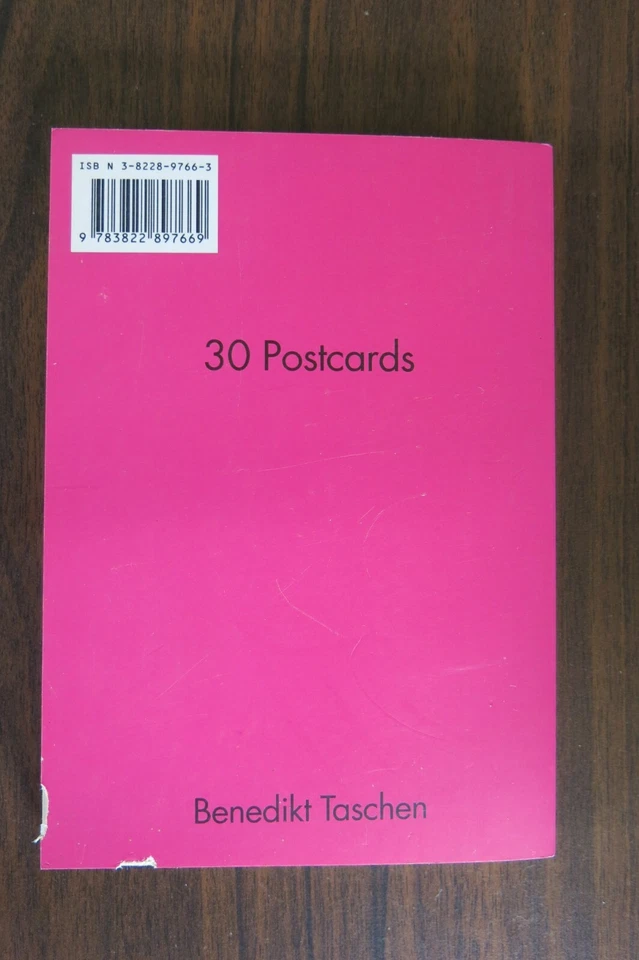 ISB N 3-8228-9766-3
9 783822 897669
30 Postcards
Benedikt Taschen